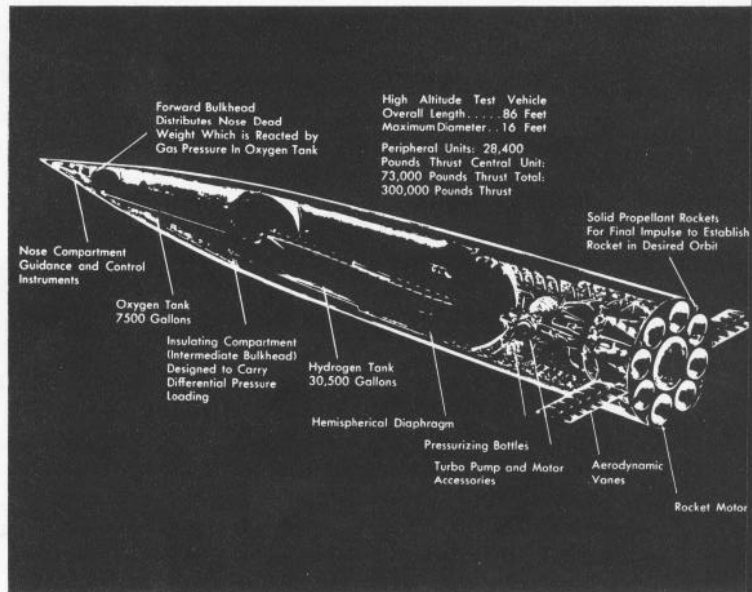 Forward Bulkhead
Distributes Nose Dead
Weight Which is Reacted by
Gas Pressure In Oxygen Tank
High Altitude Test Vehicle
Overall Length.....86 Feet
Maximum Diameter..16 Feet
Peripheral Units: 28,400
Pounds Thrust Central Unit:
73,000 Pounds Thrust Total:
300,000 Pounds Thrust
Solid Propellant Rockets
For Final Impulse to Establish
Rocket in Desired Orbit
Nose Compartment
Guidance and Control
Instruments
Oxygen Tank
7500 Gallons
Insulating Compartment
(Intermediate Bulkhead)
Designed to Carry
Differential Pressure
Loading
Hydrogen Tank
30,500 Gallons
Hemispherical Diaphragm
Pressurizing Bottles
Turbo Pump and Motor
Accessories
Aerodynamic
Vanes
Rocket Motor